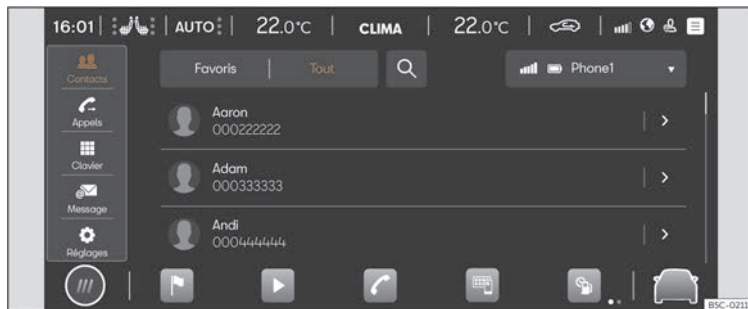 16:01 AUTO 22.0°C CLIMA 22.0°C
Contacts
Appels
Clavier
Message
Réglages
Favoris Tout Phone1
Aaron
000222222
Adam
000333333
Andi
000444444
B5C-0211